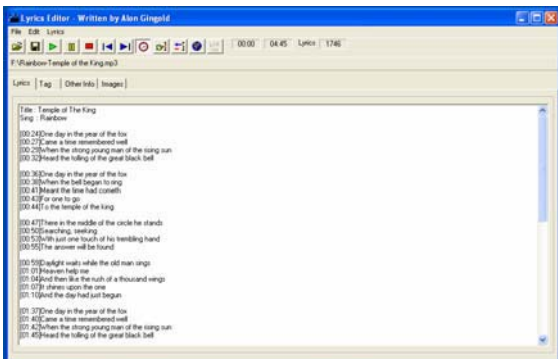 Lyrics Editor - Written by Alon Gingold
File Edit Lyrics
00:00 04:45 Lyrics 1746
F:\Rainbow-Temple of the King.mp3
Lyrics Tag Other Info Images
Title : Temple of The King
Sing : Rainbow
[00:24]One day in the year of the fox
[00:27]Came a time remembered well
[00:29]When the strong young man of the rising sun
[00:32]Heard the tolling of the great black bell
[00:36]One day in the year of the fox
[00:38]When the bell began to ring
[00:41]Meant the time had cometh
[00:43]For one to go
[00:44]To the temple of the king
[00:47]There in the middle of the circle he stands
[00:50]Searching, seeking
[00:53]With just one touch of his trembling hand
[00:55]The answer will be found
[00:59]Daylight waits while the old man sings
[01:01]Heaven help me
[01:04]And then like the rush of a thousand wings
[01:07]It shines upon the one
[01:10]And the day had just begun
[01:37]One day in the year of the fox
[01:40]Came a time remembered well
[01:42]When the strong young man of the rising sun
[01:45]Heard the tolling of the great black bell